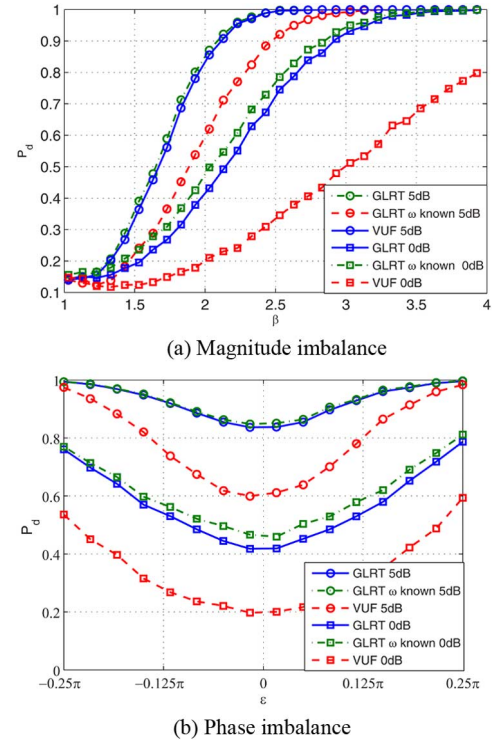 1
0.9
0.8
0.7
0.6
0.5
0.4
0.3
0.2
0.1
P_d
1
1.5
2
2.5
3
3.5
4
β
GLRT 5dB
GLRT ω known 5dB
VUF 5dB
GLRT 0dB
GLRT ω known 0dB
VUF 0dB
(a) Magnitude imbalance
1
0.8
0.6
0.4
0.2
0
P_d
−0.25π
−0.125π
0
0.125π
0.25π
ε
GLRT 5dB
GLRT ω known 5dB
VUF 5dB
GLRT 0dB
GLRT ω known 0dB
VUF 0dB
(b) Phase imbalance